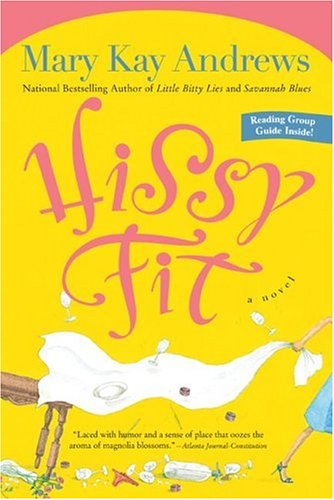 Mary Kay Andrews
National Bestselling Author of Little Bitty Lies and Savannah Blues
Reading Group
Guide Inside!
Hissy
Fit
a novel
"Laced with humor and a sense of place that oozes the
aroma of magnolia blossoms." —Atlanta Journal-Constitution